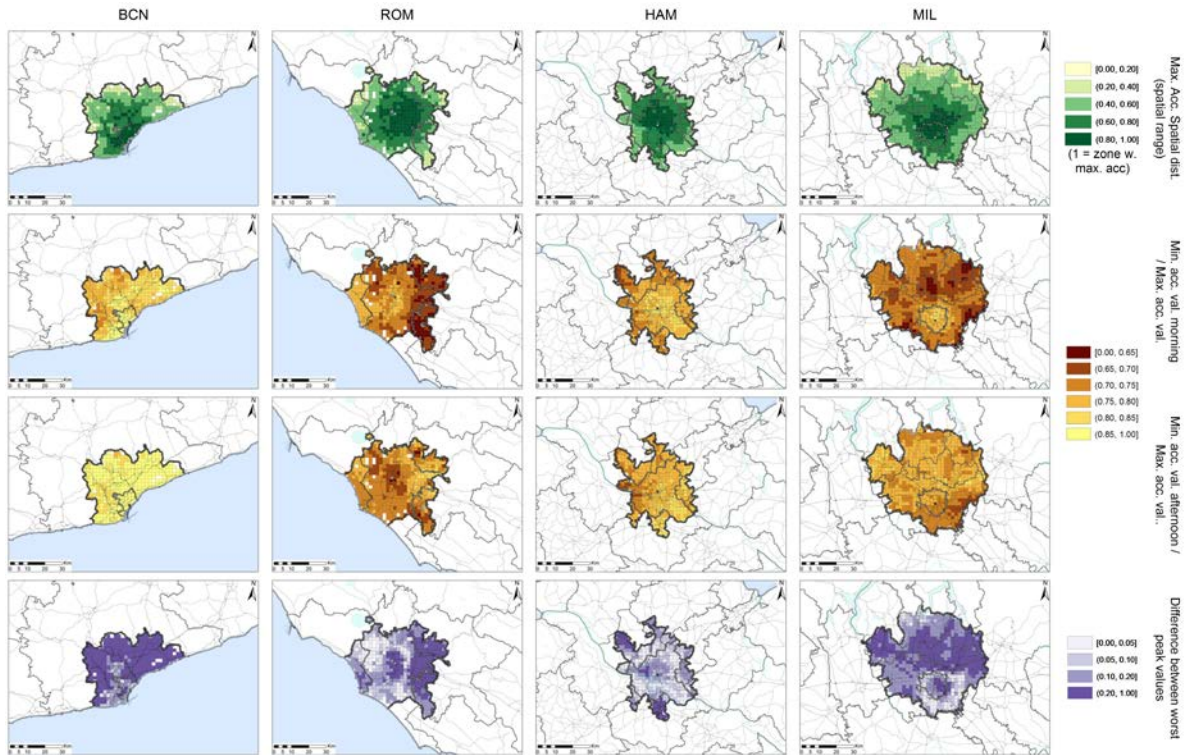 BCN
ROM
HAM
MIL
Max. Acc. Spatial dist.
(spatial range)
[0.00, 0.20]
(0.20, 0.40]
(0.40, 0.60]
(0.60, 0.80]
(0.80, 1.00]
(1 = zone w.
max. acc)
Min. acc. val. morning
/ Max. acc. val.
[0.00, 0.65]
(0.65, 0.70]
(0.70, 0.75]
(0.75, 0.80]
(0.80, 0.85]
(0.85, 1.00]
Min. acc. val. afternoon /
Max. acc. val..
Difference between worst
peak values
[0.00, 0.05]
(0.05, 0.10]
(0.10, 0.20]
(0.20, 1.00]